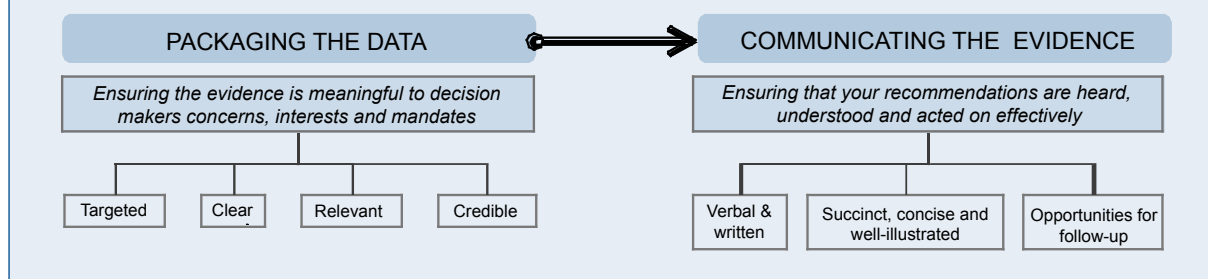 PACKAGING THE DATA
Ensuring the evidence is meaningful to decision
makers concerns, interests and mandates
Targeted
Clear
Relevant
Credible
COMMUNICATING THE EVIDENCE
Ensuring that your recommendations are heard,
understood and acted on effectively
Verbal &
written
Succinct, concise and
well-illustrated
Opportunities for
follow-up